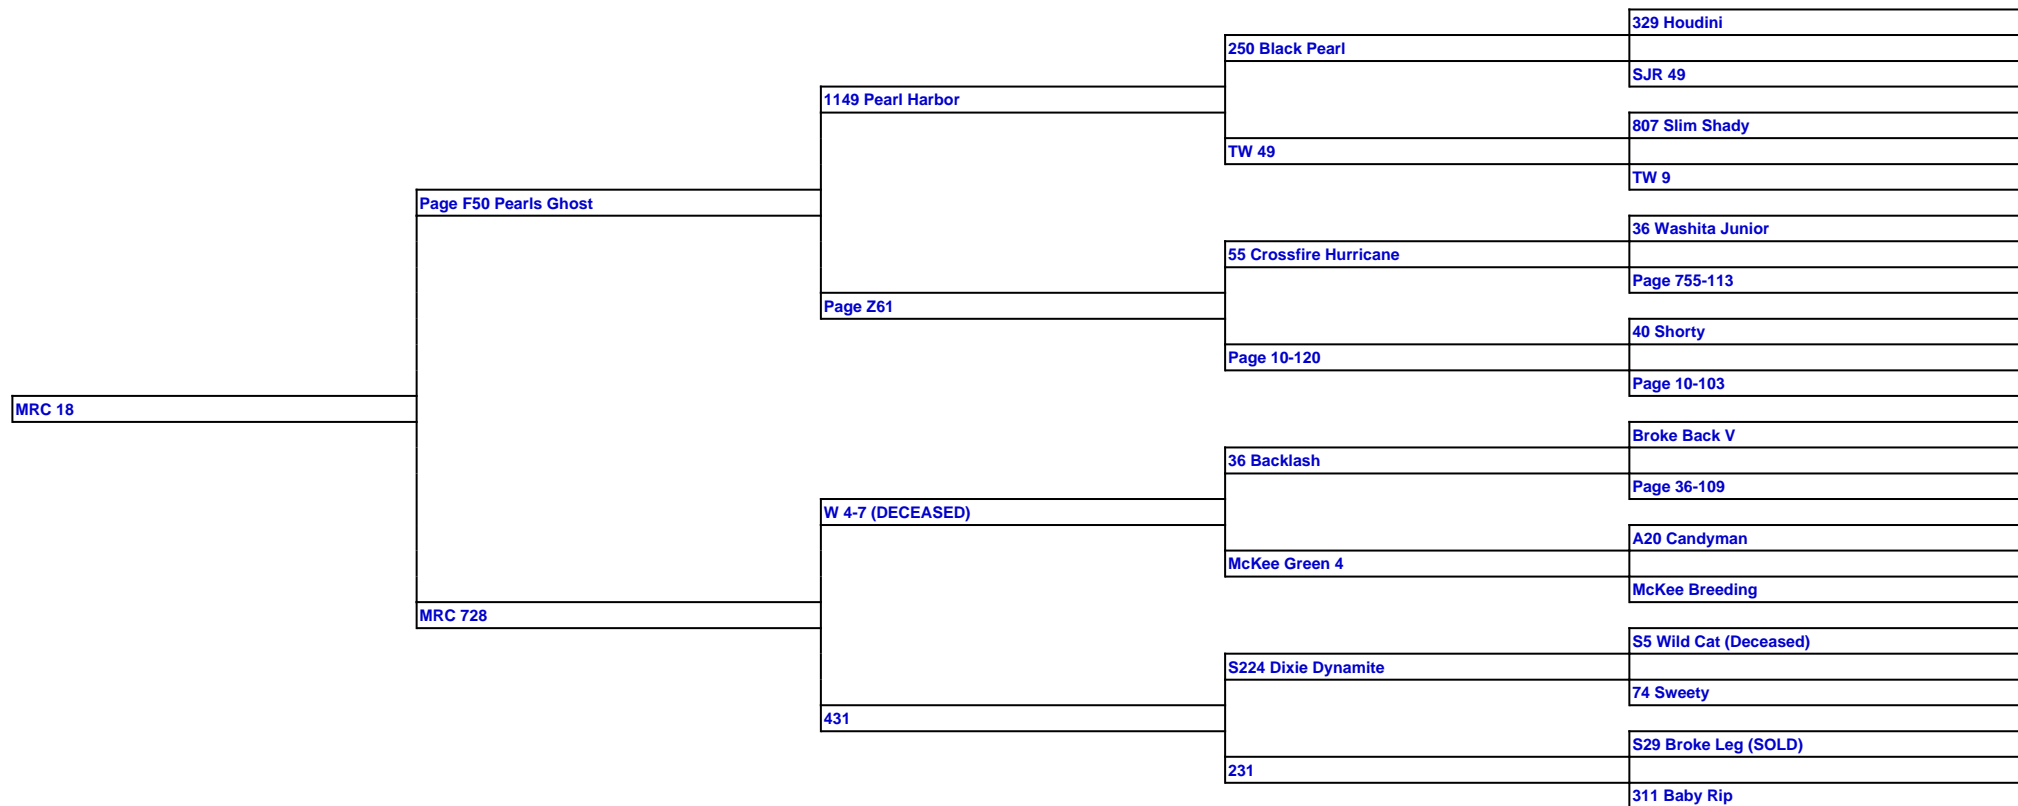 329 Houdini
250 Black Pearl
SJR 49
1149 Pearl Harbor
807 Slim Shady
TW 49
TW 9
Page F50 Pearls Ghost
36 Washita Junior
55 Crossfire Hurricane
Page 755-113
Page Z61
40 Shorty
Page 10-120
Page 10-103
MRC 18
Broke Back V
36 Backlash
Page 36-109
W 4-7 (DECEASED)
A20 Candyman
McKee Green 4
McKee Breeding
MRC 728
S5 Wild Cat (Deceased)
S224 Dixie Dynamite
74 Sweety
431
S29 Broke Leg (SOLD)
231
311 Baby Rip